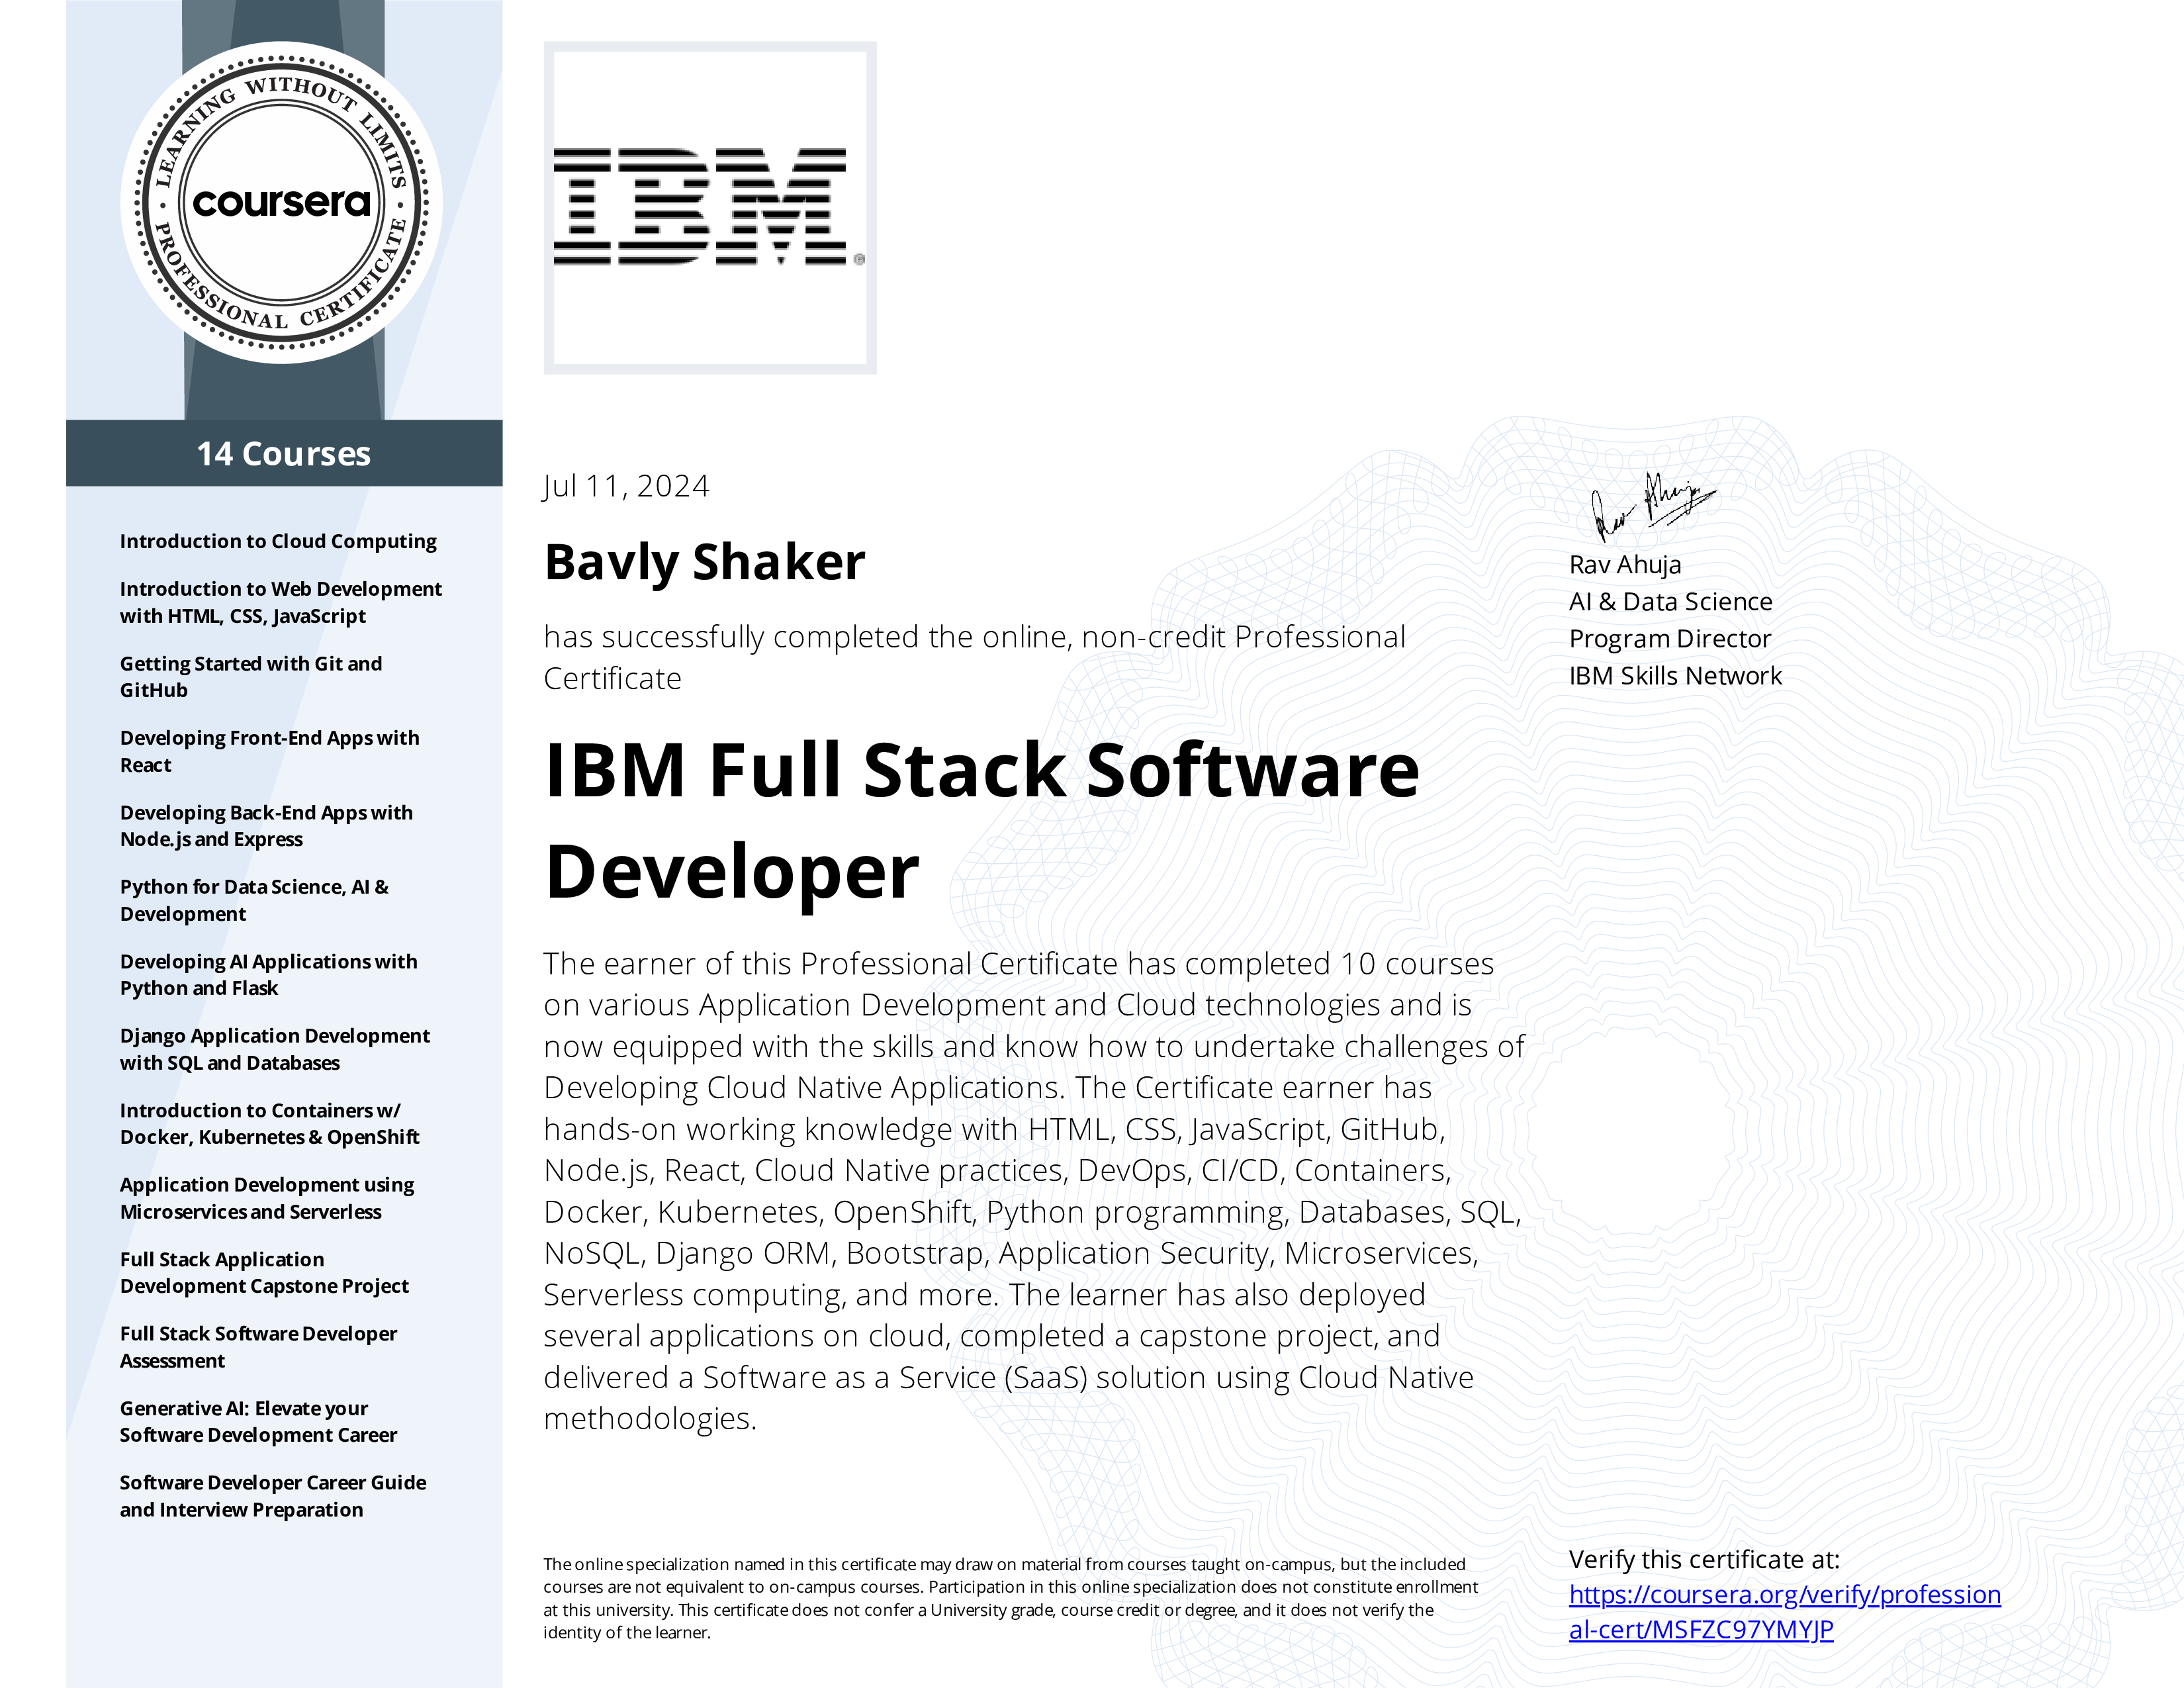 LEARNING WITHOUT LIMITS
coursera
PROFESSIONAL CERTIFICATE
14 Courses
Introduction to Cloud Computing
Introduction to Web Development
with HTML, CSS, JavaScript
Getting Started with Git and
GitHub
Developing Front-End Apps with
React
Developing Back-End Apps with
Node.js and Express
Python for Data Science, AI &
Development
Developing AI Applications with
Python and Flask
Django Application Development
with SQL and Databases
Introduction to Containers w/
Docker, Kubernetes & OpenShift
Application Development using
Microservices and Serverless
Full Stack Application
Development Capstone Project
Full Stack Software Developer
Assessment
Generative AI: Elevate your
Software Development Career
Software Developer Career Guide
and Interview Preparation
IBM®
Jul 11, 2024
Bavly Shaker
has successfully completed the online, non-credit Professional
Certificate
IBM Full Stack Software
Developer
The earner of this Professional Certificate has completed 10 courses
on various Application Development and Cloud technologies and is
now equipped with the skills and know how to undertake challenges of
Developing Cloud Native Applications. The Certificate earner has
hands-on working knowledge with HTML, CSS, JavaScript, GitHub,
Node.js, React, Cloud Native practices, DevOps, CI/CD, Containers,
Docker, Kubernetes, OpenShift, Python programming, Databases, SQL,
NoSQL, Django ORM, Bootstrap, Application Security, Microservices,
Serverless computing, and more. The learner has also deployed
several applications on cloud, completed a capstone project, and
delivered a Software as a Service (SaaS) solution using Cloud Native
methodologies.
The online specialization named in this certificate may draw on material from courses taught on-campus, but the included
courses are not equivalent to on-campus courses. Participation in this online specialization does not constitute enrollment
at this university. This certificate does not confer a University grade, course credit or degree, and it does not verify the
identity of the learner.
Rav Ahuja
Rav Ahuja
AI & Data Science
Program Director
IBM Skills Network
Verify this certificate at:
https://coursera.org/verify/profession
al-cert/MSFZC97YMYJP